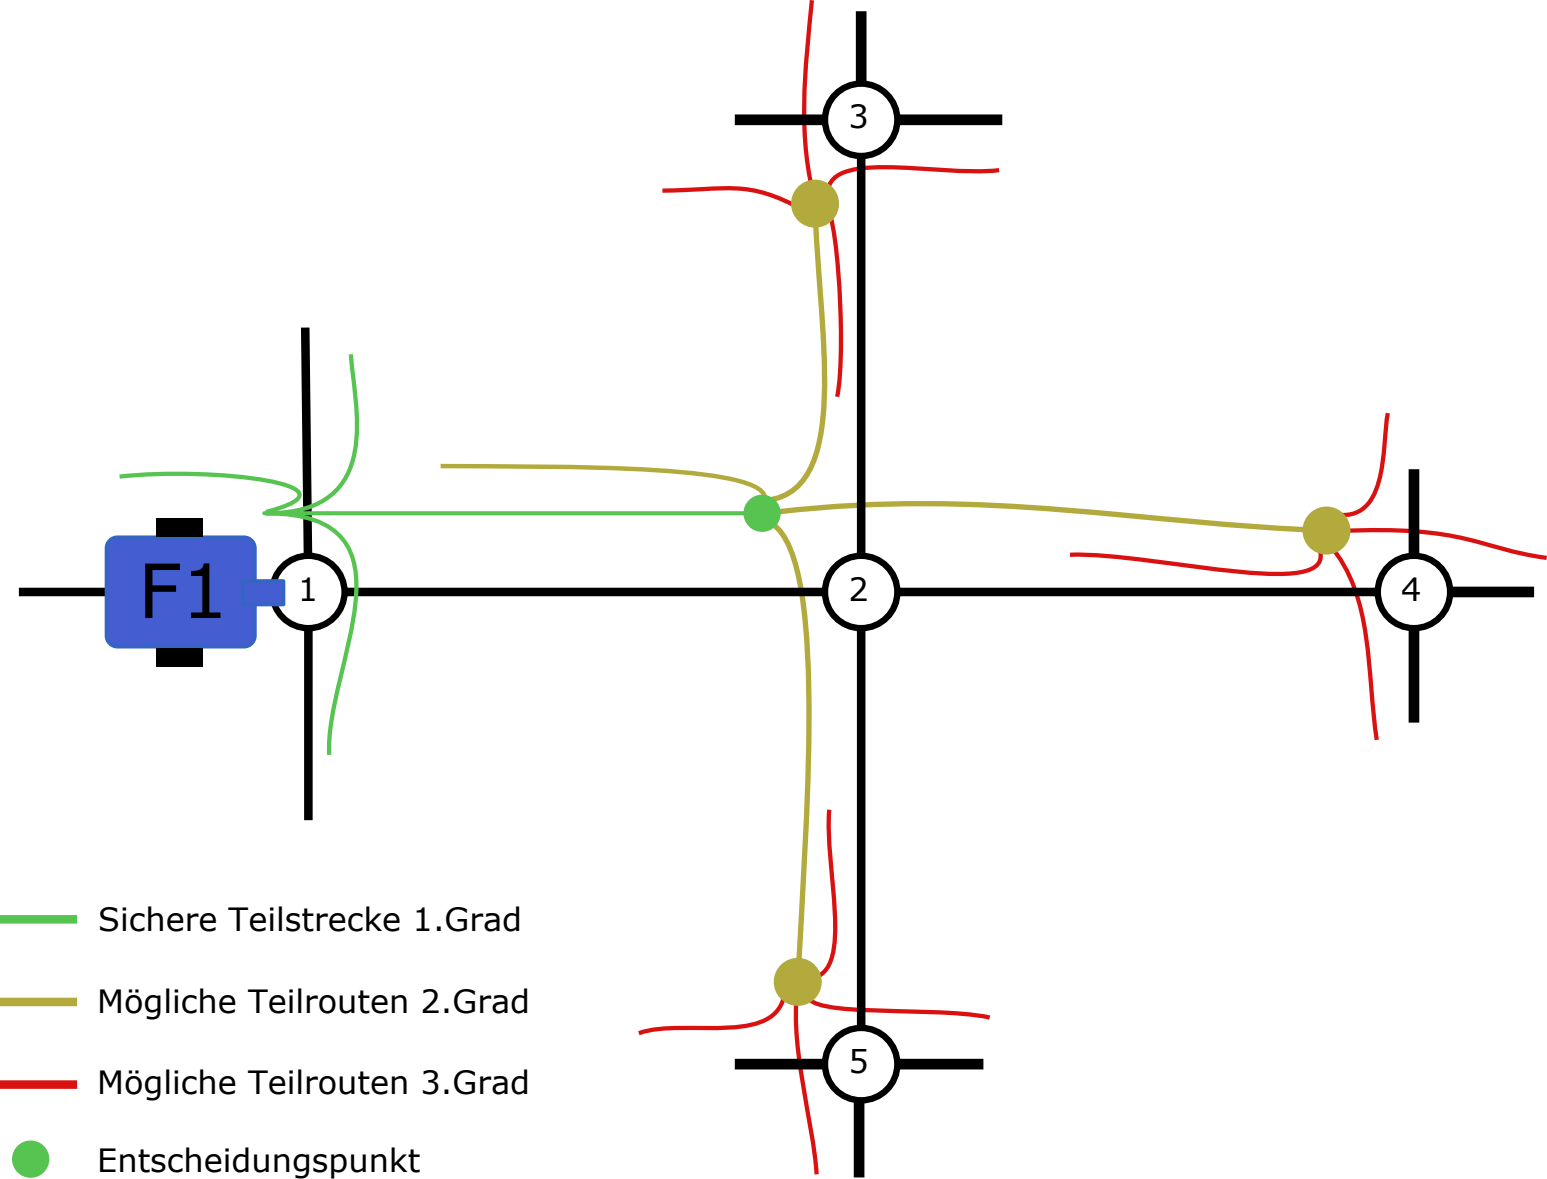 3
F1
1
2
4
Sichere Teilstrecke 1.Grad
Mögliche Teilrouten 2.Grad
5
Mögliche Teilrouten 3.Grad
Entscheidungspunkt